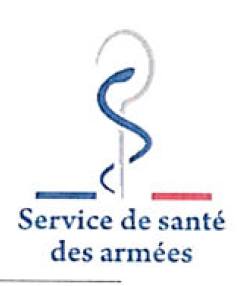 Service de santé
des armées